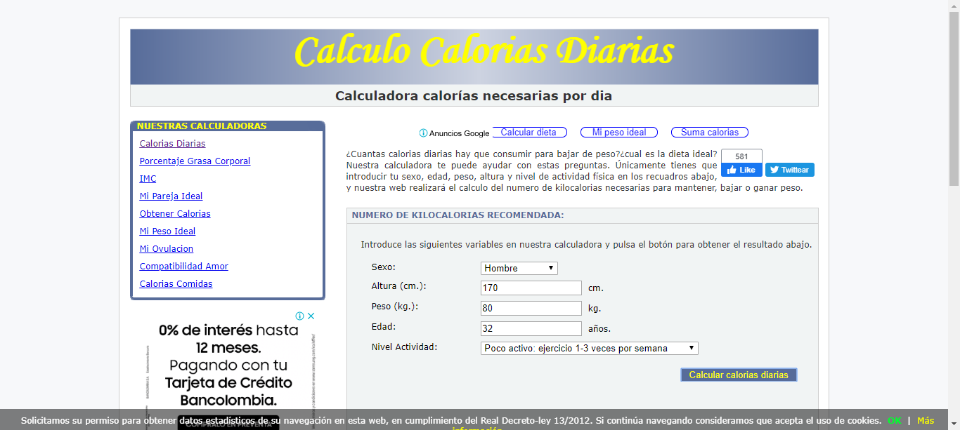 Calculo Calorias Diarias
Calculadora calorías necesarias por dia
NUESTRAS CALCULADORAS
Calorias Diarias
Porcentaje Grasa Corporal
IMC
Mi Pareja Ideal
Obtener Calorias
Mi Peso Ideal
Mi Ovulacion
Compatibilidad Amor
Calorias Comidas
Anuncios Google Calcular dieta Mi peso ideal Suma calorias
¿Cuantas calorias diarias hay que consumir para bajar de peso?¿cual es la dieta ideal?
Nuestra calculadora te puede ayudar con estas preguntas. Únicamente tienes que
introducir tu sexo, edad, peso, altura y nivel de actividad física en los recuadros abajo,
y nuestra web realizará el calculo del numero de kilocalorias necesarias para mantener, bajar o ganar peso.
581
Like
Twittear
NUMERO DE KILOCALORIAS RECOMENDADA:
Introduce las siguientes variables en nuestra calculadora y pulsa el botón para obtener el resultado abajo.
Sexo: Hombre
Altura (cm.): 170 cm.
Peso (kg.): 80 kg.
Edad: 32 años.
Nivel Actividad: Poco activo: ejercicio 1-3 veces por semana
Calcular calorias diarias
0% de interés hasta
12 meses.
Pagando con tu
Tarjeta de Crédito
Bancolombia.
Solicitamos su permiso para obtener datos estadísticos de su navegación en esta web, en cumplimiento del Real Decreto-ley 13/2012. Si continúa navegando consideramos que acepta el uso de cookies. OK | Más
información